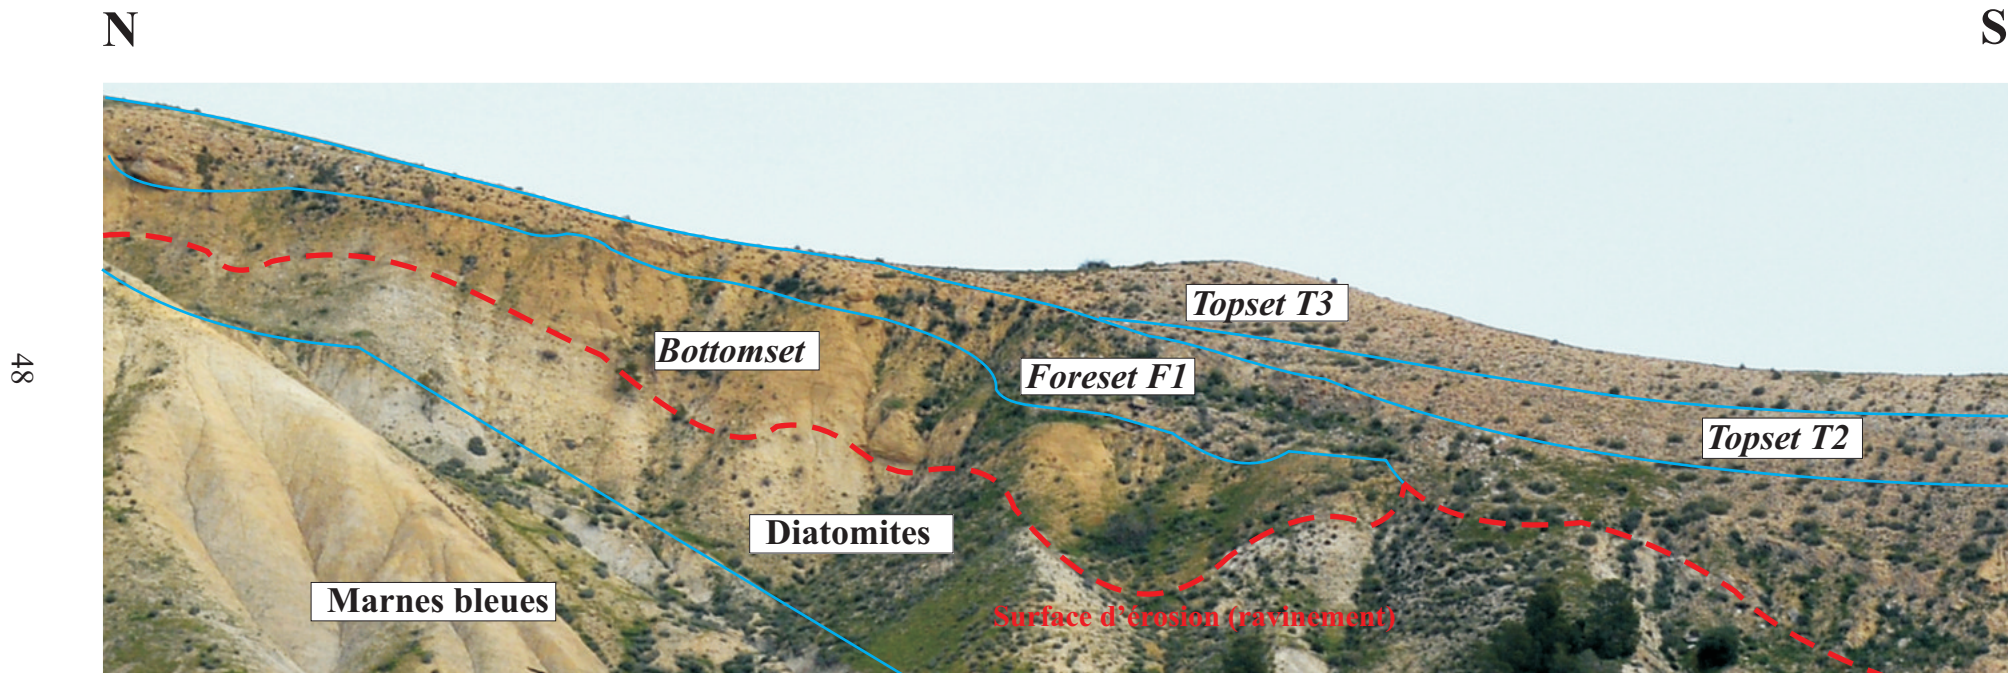 N
S
Topset T3
Bottomset
Foreset F1
Topset T2
Diatomites
Marnes bleues
Surface d'érosion (ravinement)
48